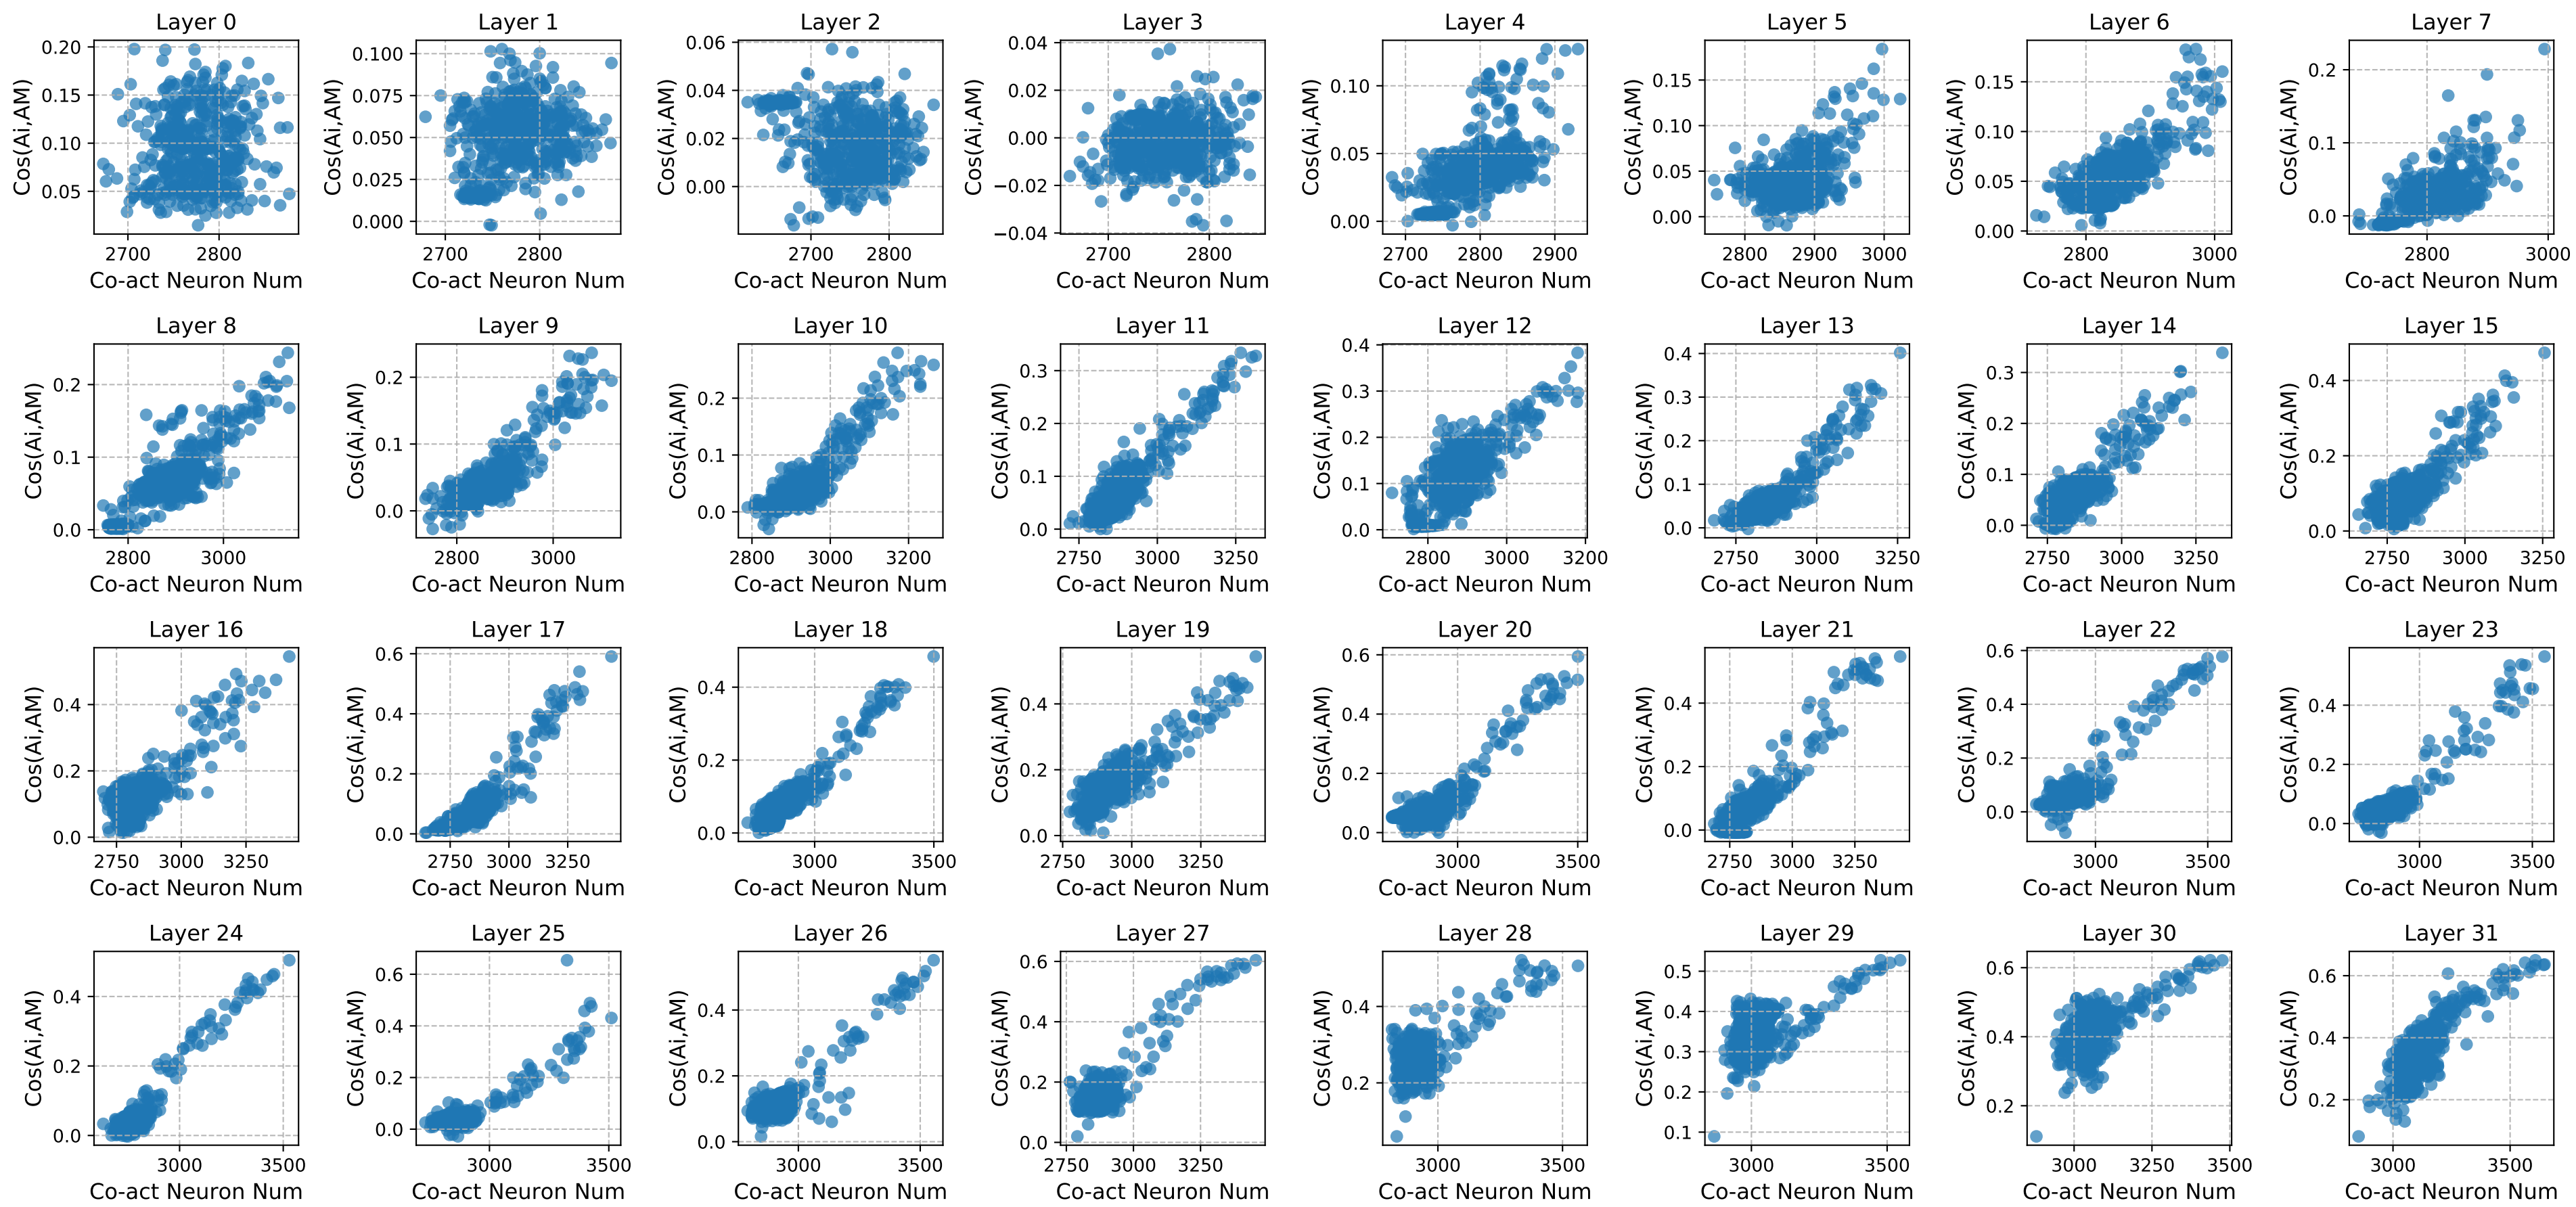 Layer 0 Layer 1 Layer 2 Layer 3 Layer 4 Layer 5 Layer 6 Layer 7
Cos(Ai,AM) 0.20 0.15 0.10 0.05
Cos(Ai,AM) 0.100 0.075 0.050 0.025 0.000
Cos(Ai,AM) 0.06 0.04 0.02 0.00
Cos(Ai,AM) 0.04 0.02 0.00 −0.02 −0.04
Cos(Ai,AM) 0.10 0.05 0.00
Cos(Ai,AM) 0.15 0.10 0.05 0.00
Cos(Ai,AM) 0.15 0.10 0.05 0.00
Cos(Ai,AM) 0.2 0.1 0.0
2700 2800 2700 2800 2700 2800 2700 2800 2700 2800 2900 2800 2900 3000 2800 3000 2800 3000
Co-act Neuron Num Co-act Neuron Num Co-act Neuron Num Co-act Neuron Num Co-act Neuron Num Co-act Neuron Num Co-act Neuron Num Co-act Neuron Num
Layer 8 Layer 9 Layer 10 Layer 11 Layer 12 Layer 13 Layer 14 Layer 15
Cos(Ai,AM) 0.2 0.1 0.0
Cos(Ai,AM) 0.2 0.1 0.0
Cos(Ai,AM) 0.2 0.1 0.0
Cos(Ai,AM) 0.3 0.2 0.1 0.0
Cos(Ai,AM) 0.4 0.3 0.2 0.1 0.0
Cos(Ai,AM) 0.4 0.3 0.2 0.1 0.0
Cos(Ai,AM) 0.3 0.2 0.1 0.0
Cos(Ai,AM) 0.4 0.2 0.0
2800 3000 2800 3000 2800 3000 3200 2750 3000 3250 2800 3000 3200 2750 3000 3250 2750 3000 3250 2750 3000 3250
Co-act Neuron Num Co-act Neuron Num Co-act Neuron Num Co-act Neuron Num Co-act Neuron Num Co-act Neuron Num Co-act Neuron Num Co-act Neuron Num
Layer 16 Layer 17 Layer 18 Layer 19 Layer 20 Layer 21 Layer 22 Layer 23
Cos(Ai,AM) 0.4 0.2 0.0
Cos(Ai,AM) 0.6 0.4 0.2 0.0
Cos(Ai,AM) 0.4 0.2 0.0
Cos(Ai,AM) 0.4 0.2 0.0
Cos(Ai,AM) 0.6 0.4 0.2 0.0
Cos(Ai,AM) 0.4 0.2 0.0
Cos(Ai,AM) 0.6 0.4 0.2 0.0
Cos(Ai,AM) 0.4 0.2 0.0
2750 3000 3250 2750 3000 3250 3000 3500 2750 3000 3250 3000 3500 2750 3000 3250 3000 3500 3000 3500
Co-act Neuron Num Co-act Neuron Num Co-act Neuron Num Co-act Neuron Num Co-act Neuron Num Co-act Neuron Num Co-act Neuron Num Co-act Neuron Num
Layer 24 Layer 25 Layer 26 Layer 27 Layer 28 Layer 29 Layer 30 Layer 31
Cos(Ai,AM) 0.4 0.2 0.0
Cos(Ai,AM) 0.6 0.4 0.2 0.0
Cos(Ai,AM) 0.4 0.2 0.0
Cos(Ai,AM) 0.6 0.4 0.2 0.0
Cos(Ai,AM) 0.4 0.2
Cos(Ai,AM) 0.5 0.4 0.3 0.2 0.1
Cos(Ai,AM) 0.6 0.4 0.2
Cos(Ai,AM) 0.6 0.4 0.2
3000 3500 3000 3500 3000 3500 2750 3000 3250 3000 3500 3000 3500 3000 3250 3500 3000 3500
Co-act Neuron Num Co-act Neuron Num Co-act Neuron Num Co-act Neuron Num Co-act Neuron Num Co-act Neuron Num Co-act Neuron Num Co-act Neuron Num